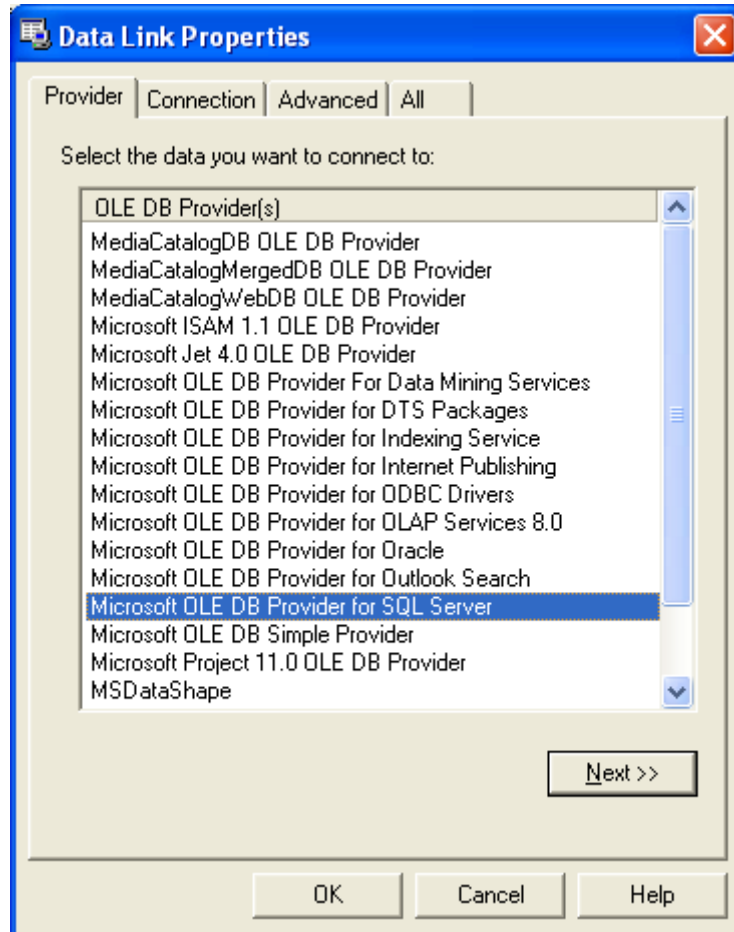 Data Link Properties
Provider Connection Advanced All
Select the data you want to connect to:
OLE DB Provider(s)
MediaCatalogDB OLE DB Provider
MediaCatalogMergedDB OLE DB Provider
MediaCatalogWebDB OLE DB Provider
Microsoft ISAM 1.1 OLE DB Provider
Microsoft Jet 4.0 OLE DB Provider
Microsoft OLE DB Provider For Data Mining Services
Microsoft OLE DB Provider for DTS Packages
Microsoft OLE DB Provider for Indexing Service
Microsoft OLE DB Provider for Internet Publishing
Microsoft OLE DB Provider for ODBC Drivers
Microsoft OLE DB Provider for OLAP Services 8.0
Microsoft OLE DB Provider for Oracle
Microsoft OLE DB Provider for Outlook Search
Microsoft OLE DB Provider for SQL Server
Microsoft OLE DB Simple Provider
Microsoft Project 11.0 OLE DB Provider
MSDataShape
Next >>
OK Cancel Help